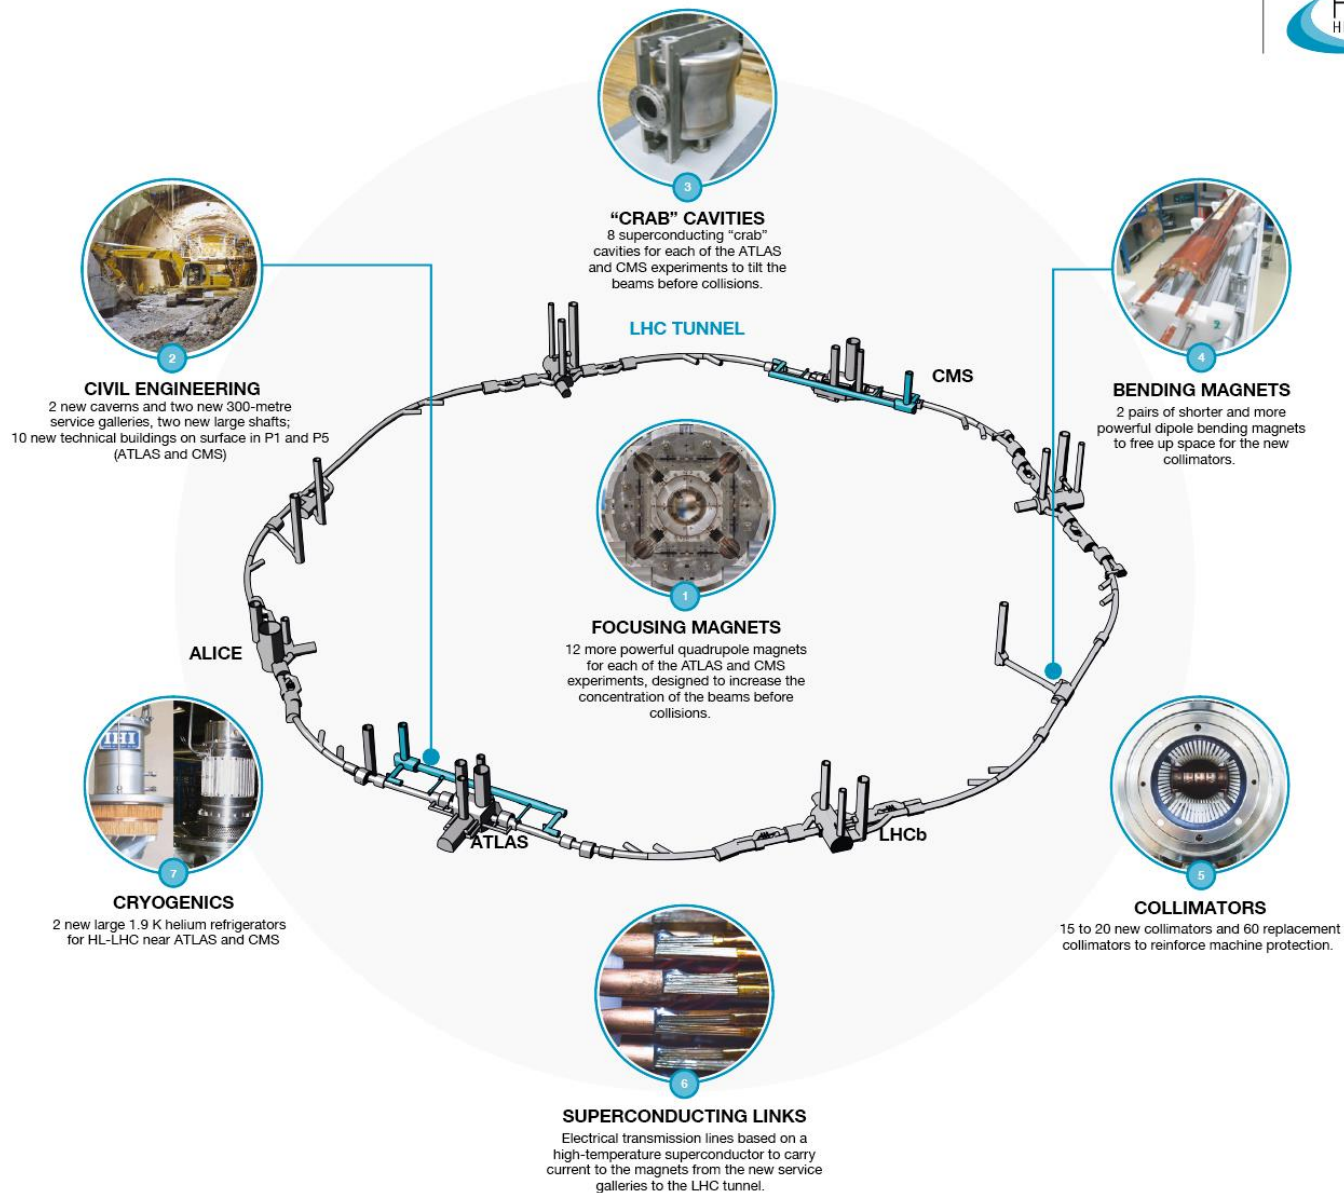 3
“CRAB” CAVITIES
8 superconducting “crab”
cavities for each of the ATLAS
and CMS experiments to tilt the
beams before collisions.
2
CIVIL ENGINEERING
2 new caverns and two new 300-metre
service galleries, two new large shafts;
10 new technical buildings on surface in P1 and P5
(ATLAS and CMS)
LHC TUNNEL
CMS
4
BENDING MAGNETS
2 pairs of shorter and more
powerful dipole bending magnets
to free up space for the new
collimators.
1
FOCUSING MAGNETS
12 more powerful quadrupole magnets
for each of the ATLAS and CMS
experiments, designed to increase the
concentration of the beams before
collisions.
ALICE
ATLAS
LHCb
7
CRYOGENICS
2 new large 1.9 K helium refrigerators
for HL-LHC near ATLAS and CMS
5
COLLIMATORS
15 to 20 new collimators and 60 replacement
collimators to reinforce machine protection.
6
SUPERCONDUCTING LINKS
Electrical transmission lines based on a
high-temperature superconductor to carry
current to the magnets from the new service
galleries to the LHC tunnel.